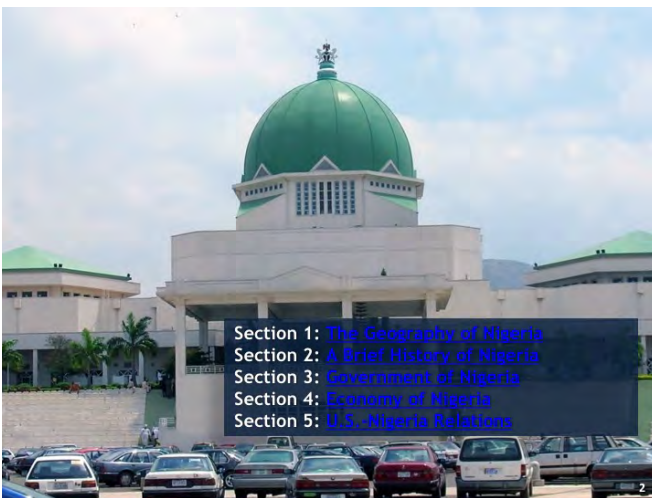 Section 1: The Geography of Nigeria
Section 2: A Brief History of Nigeria
Section 3: Government of Nigeria
Section 4: Economy of Nigeria
Section 5: U.S.-Nigeria Relations
2